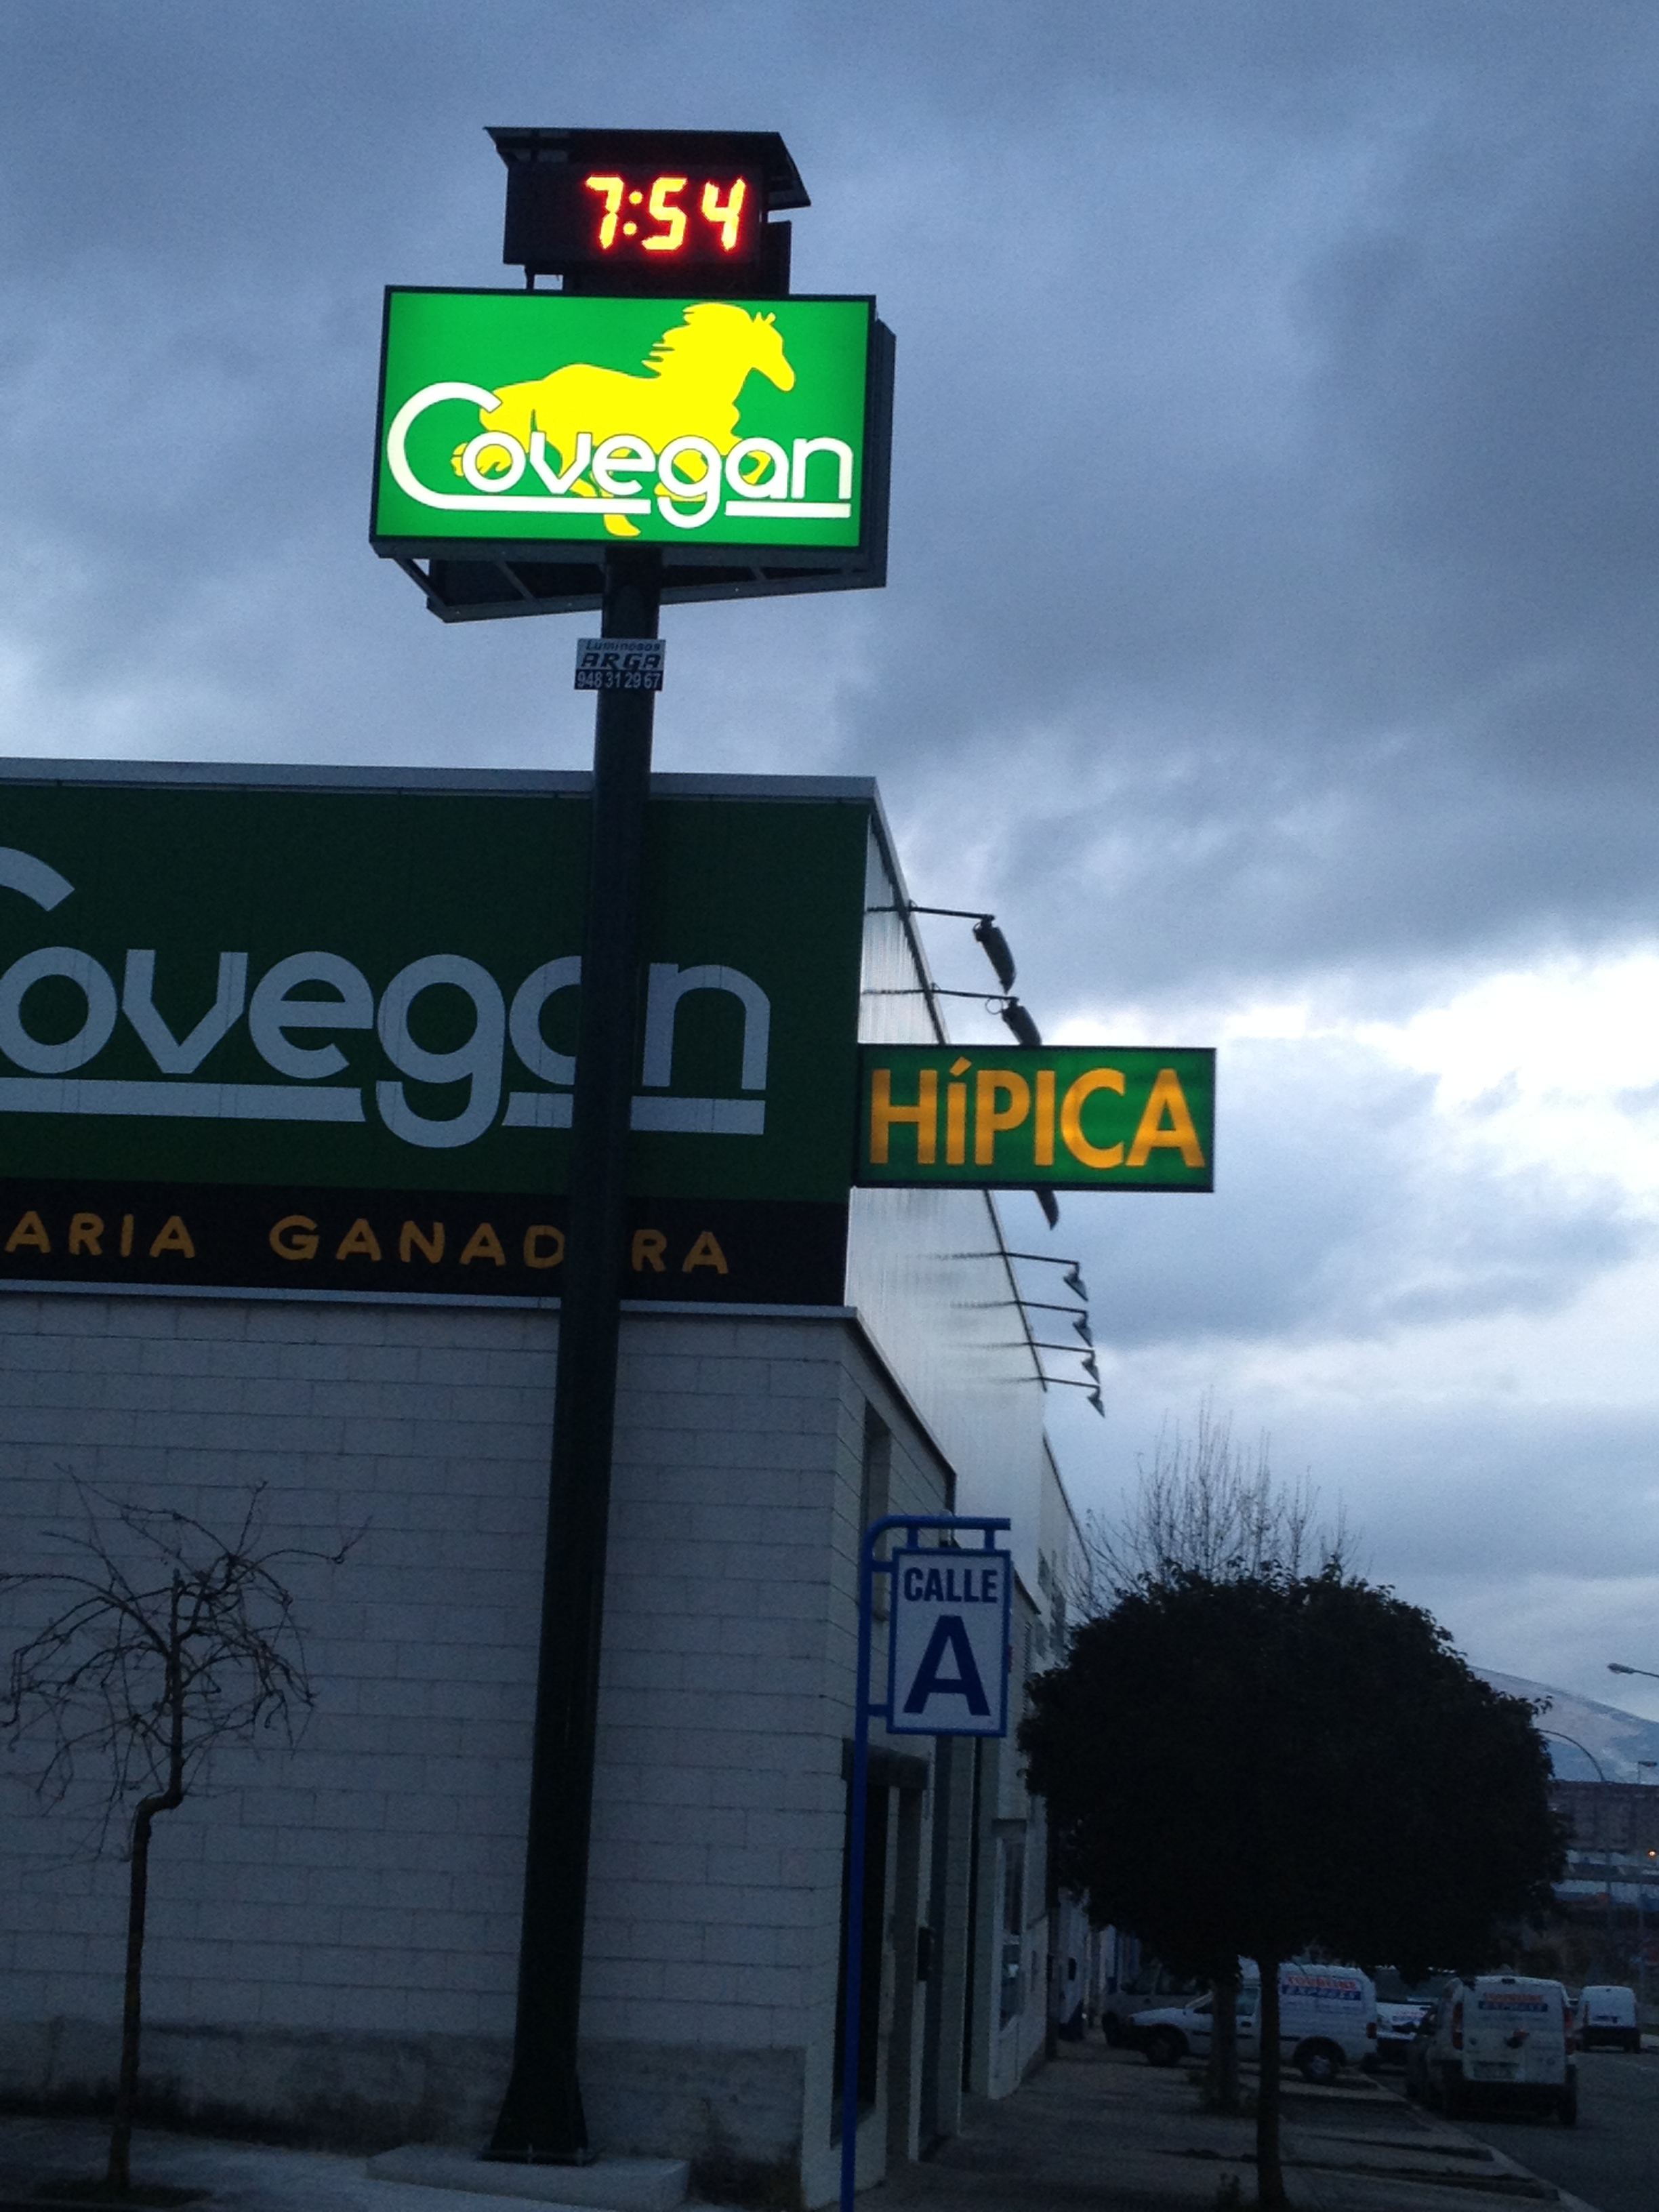 7:54
Covegan
Luminosos
ARGA
948 31 29 67
ovegan
HÍPICA
ARIA GANAD RA
CALLE
A